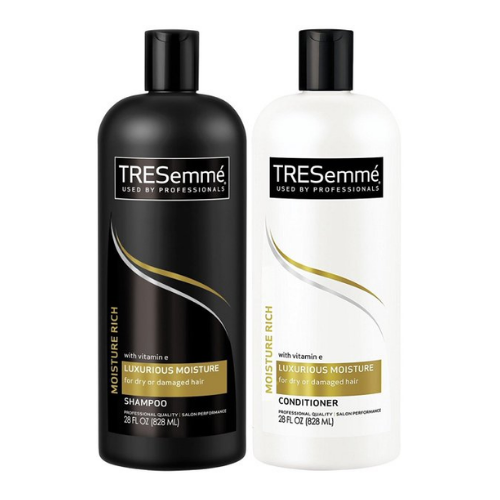 TRESemmé
USED BY PROFESSIONALS
MOISTURE RICH
with vitamin e
LUXURIOUS MOISTURE
for dry or damaged hair
SHAMPOO
PROFESSIONAL QUALITY / SALON PERFORMANCE
28 FL OZ (828 ML)
TRESemmé
USED BY PROFESSIONALS
MOISTURE RICH
with vitamin e
LUXURIOUS MOISTURE
for dry or damaged hair
CONDITIONER
PROFESSIONAL QUALITY / SALON PERFORMANCE
28 FL OZ (828 ML)